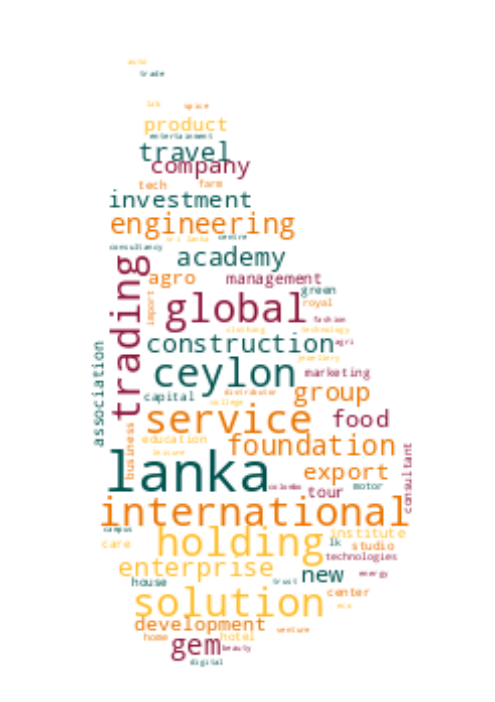 auto
trade
lab
spice
product
entertainment
travel
company
tech
farm
investment
engineering
sri lanka
centre
consultancy
academy
trading
agro
management
green
import
global
royal
fashion
clothing
technology
construction
agri
association
jewellery
ceylon
marketing
capital
distributor
group
college
service
food
business
education
foundation
leisure
lanka
export
consultant
colombo
tour
motor
international
campus
holding
institute
care
lk
studio
technologies
enterprise
new
energy
house
trust
center
solution
eco
development
venture
home
hotel
gem
beauty
digital